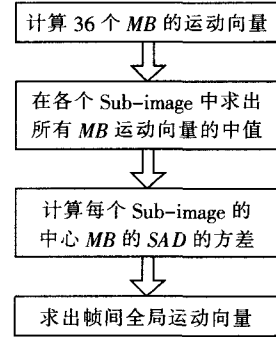 计算 36 个 MB 的运动向量
在各个 Sub-image 中求出
所有 MB 运动向量的中值
计算每个 Sub-image 的
中心 MB 的 SAD 的方差
求出帧间全局运动向量